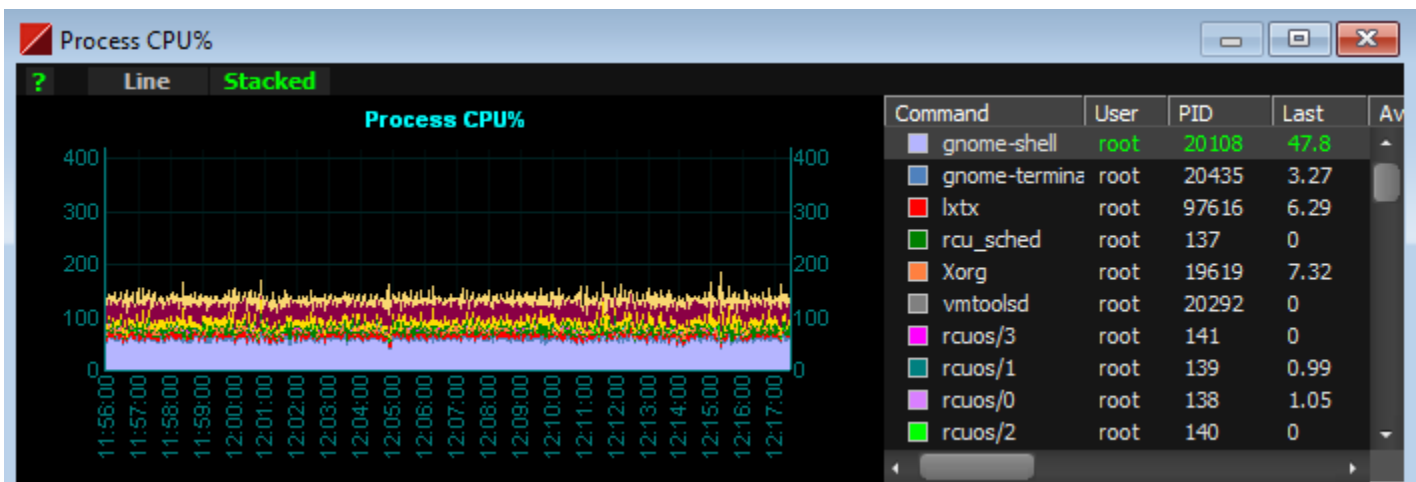 Process CPU%
? Line Stacked
Process CPU%
400 400
300 300
200 200
100 100
0 0
11:56:00 11:57:00 11:58:00 11:59:00 12:00:00 12:01:00 12:02:00 12:03:00 12:04:00 12:05:00 12:06:00 12:07:00 12:08:00 12:09:00 12:10:00 12:11:00 12:12:00 12:13:00 12:14:00 12:15:00 12:16:00 12:17:00
Command User PID Last Av
gnome-shell root 20108 47.8
gnome-termina root 20435 3.27
lxtx root 97616 6.29
rcu_sched root 137 0
Xorg root 19619 7.32
vmtoolsd root 20292 0
rcuos/3 root 141 0
rcuos/1 root 139 0.99
rcuos/0 root 138 1.05
rcuos/2 root 140 0